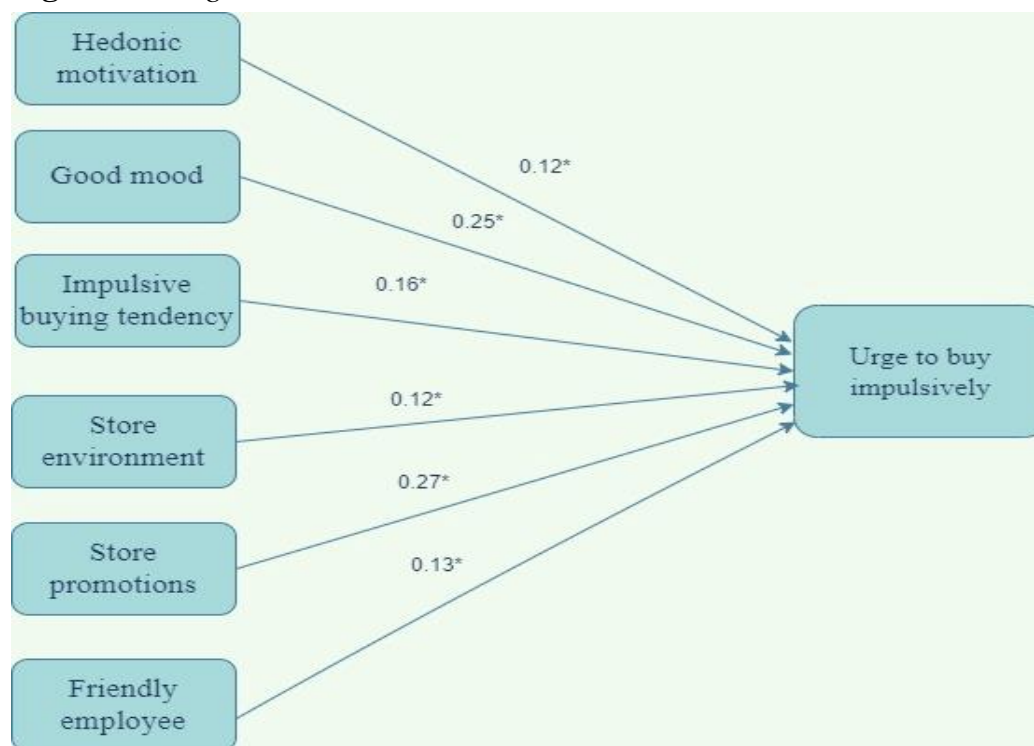 Hedonic
motivation
0.12*
Good mood
0.25*
Impulsive
buying tendency
0.16*
Urge to buy
impulsively
Store
environment
0.12*
Store
promotions
0.27*
Friendly
employee
0.13*